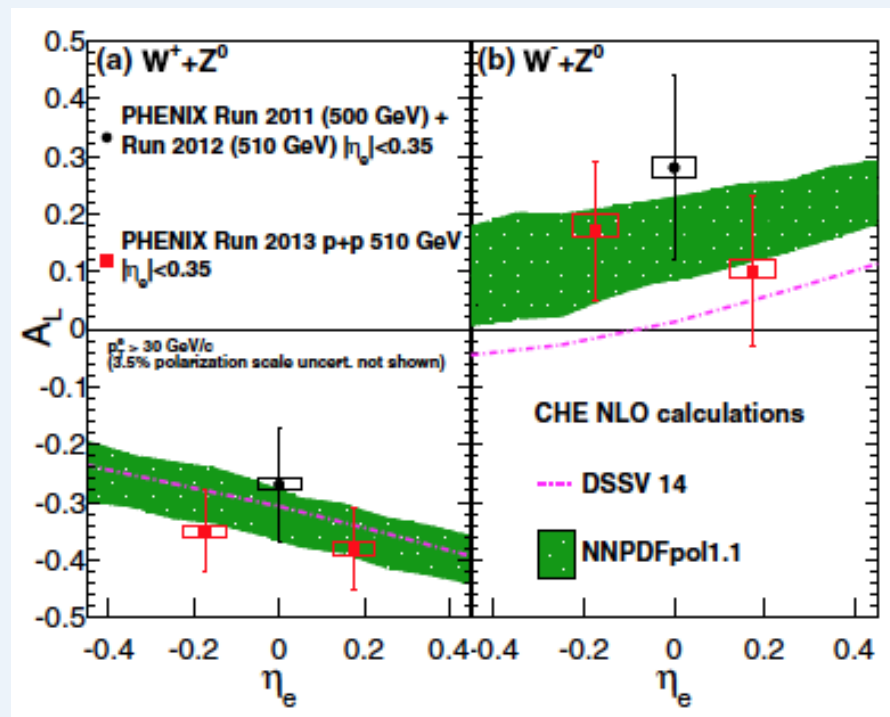 (a) W⁺+Z⁰
(b) W⁻+Z⁰
PHENIX Run 2011 (500 GeV) +
Run 2012 (510 GeV) |ηₑ|<0.35
PHENIX Run 2013 p+p 510 GeV
|ηₑ|<0.35
pₜᵉ > 30 GeV/c
(3.5% polarization scale uncert. not shown)
CHE NLO calculations
DSSV 14
NNPDFpol1.1
A_L
0.5
0.4
0.3
0.2
0.1
0
-0.1
-0.2
-0.3
-0.4
-0.5
-0.4 -0.2 0 0.2 0.4
-0.4 -0.2 0 0.2 0.4
ηₑ
ηₑ